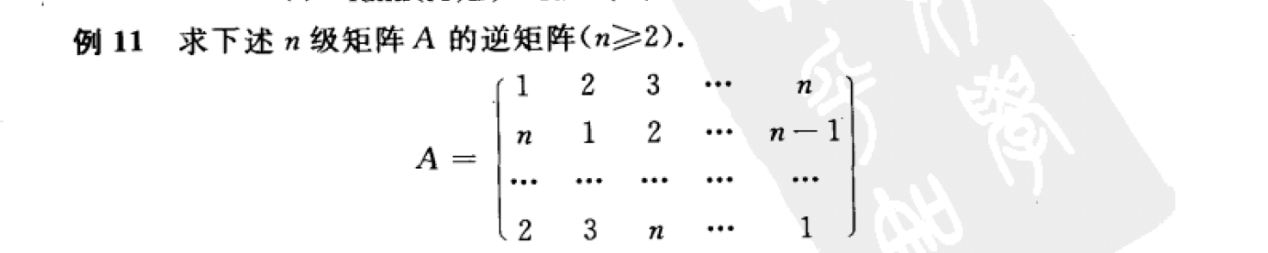 例 11 求下述 n 级矩阵 A 的逆矩阵(n⩾2).
1 2 3 … n
n 1 2 … n − 1
A =
… … … … …
2 3 n … 1